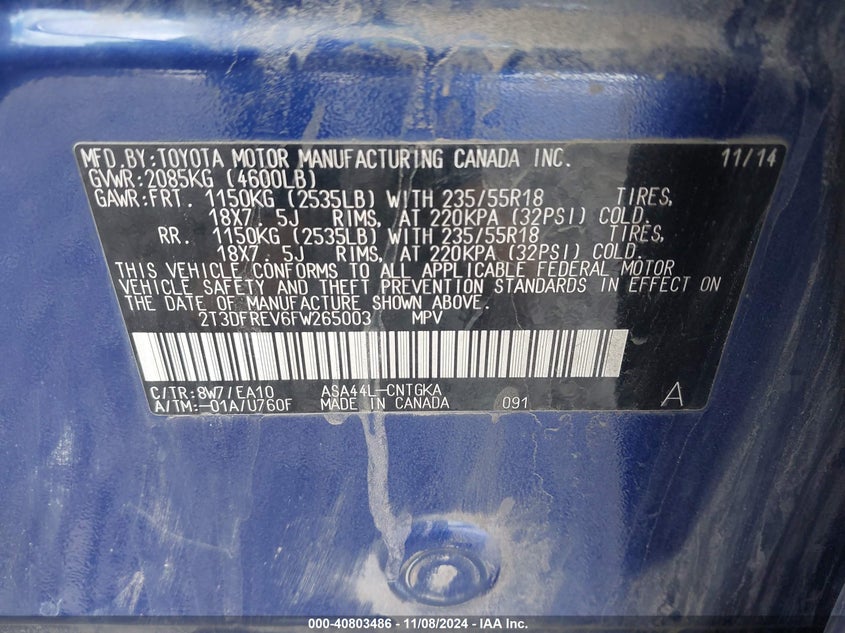 MFD.BY:TOYOTA MOTOR MANUFACTURING CANADA INC. 11/14
GVWR:2085KG (4600LB)
GAWR:FRT. 1150KG (2535LB) WITH 235/55R18 TIRES,
18X7. 5J RIMS, AT 220KPA (32PSI) COLD.
RR. 1150KG (2535LB) WITH 235/55R18 TIRES,
18X7. 5J RIMS, AT 220KPA (32PSI) COLD.
THIS VEHICLE CONFORMS TO ALL APPLICABLE FEDERAL MOTOR
VEHICLE SAFETY AND THEFT PREVENTION STANDARDS IN EFFECT ON
THE DATE OF MANUFACTURE SHOWN ABOVE.
2T3DFREV6FW265003 MPV
C/TR:8W7/EA10 ASA44L-CNTGKA A
A/TM:-01A/U760F MADE IN CANADA 091
000-40803486 - 11/08/2024 - IAA Inc.